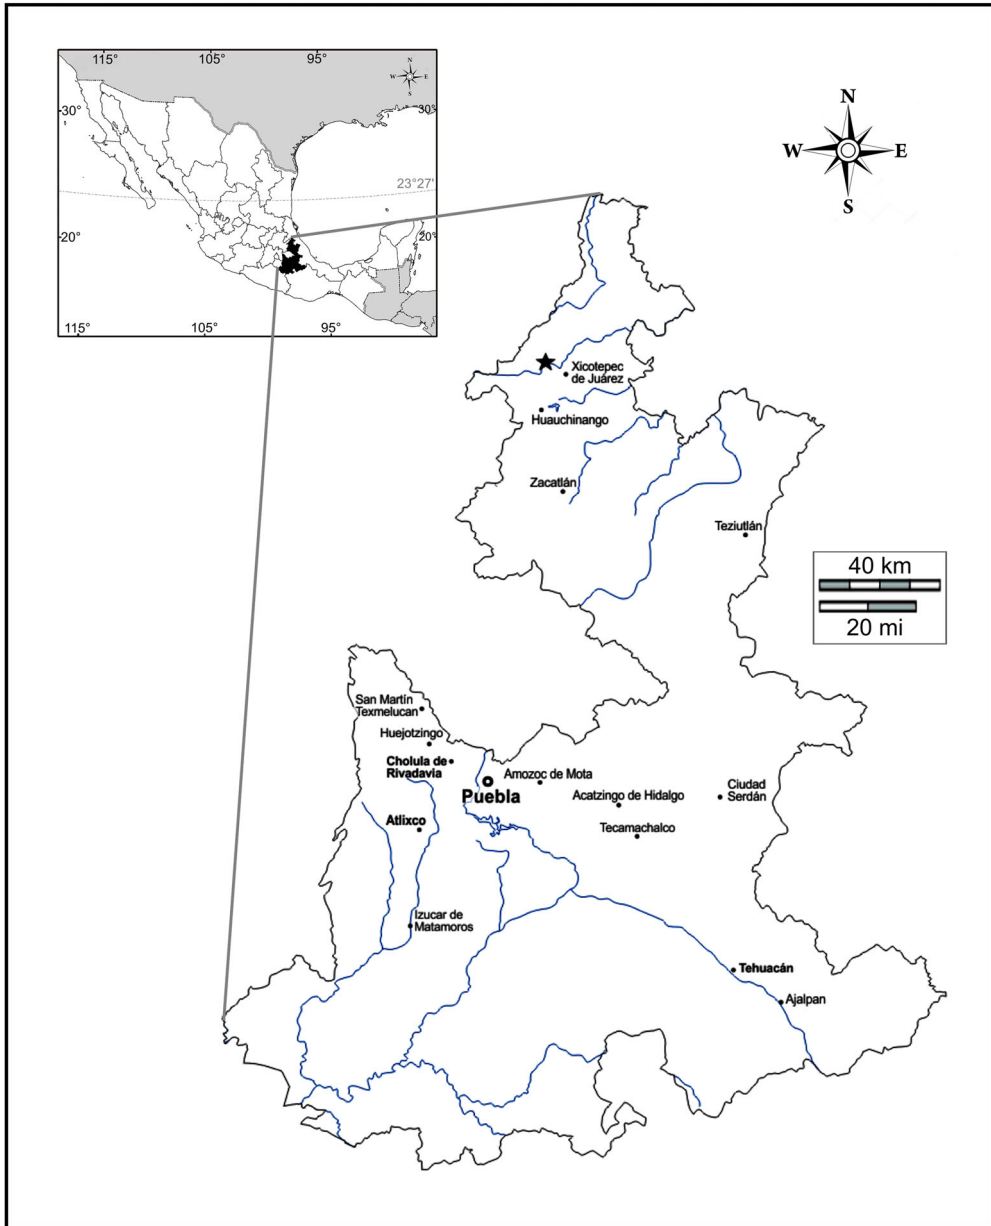 115°
105°
95°
N
W
E
S
30°
30°
23°27'
20°
20°
115°
105°
95°
N
W
E
S
Xicotepec
de Juárez
Huauchinango
Zacatlán
Teziutlán
40 km
20 mi
San Martín
Texmelucan
Huejotzingo
Cholula de
Rivadavia
Amozoc de Mota
Puebla
Ciudad
Serdán
Acatzingo de Hidalgo
Atlixco
Tecamachalco
Izucar de
Matamoros
Tehuacán
Ajalpan